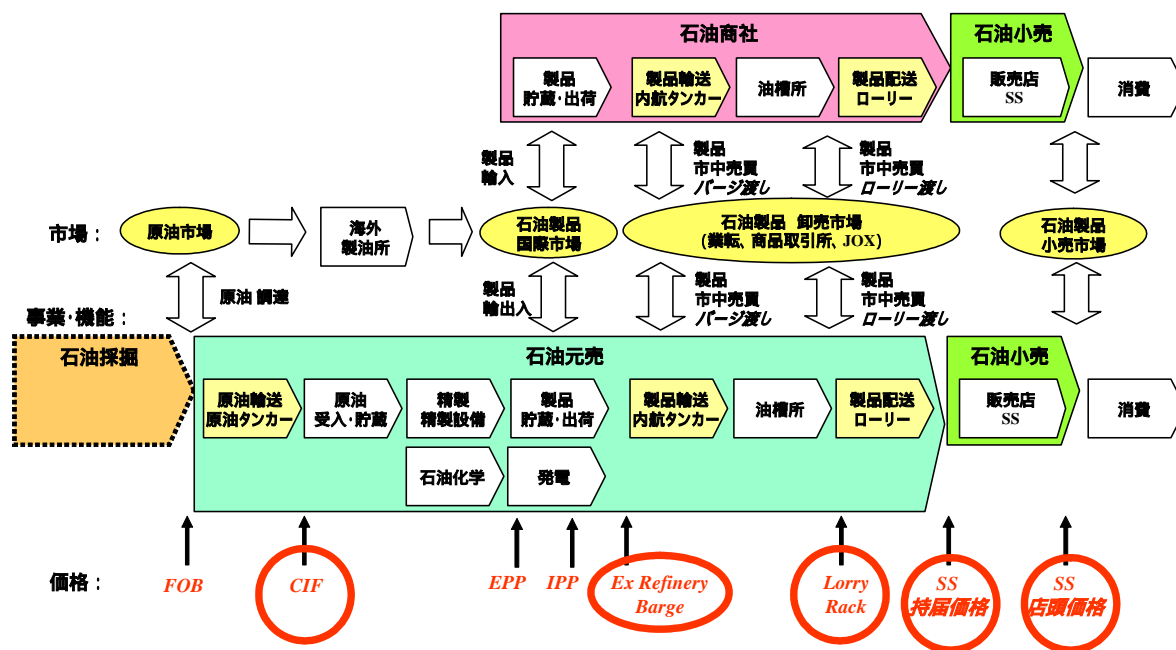 石油商社
石油小売
製品
貯蔵・出荷
製品輸送
内航タンカー
油槽所
製品配送
ローリー
販売店
SS
消費
製品
輸入
製品
市中売買
バージ渡し
製品
市中売買
ローリー渡し
市場：
原油市場
海外
製油所
石油製品
国際市場
石油製品 卸売市場
(業転、商品取引所、JOX)
石油製品
小売市場
原油 調達
製品
輸出入
製品
市中売買
バージ渡し
製品
市中売買
ローリー渡し
事業・機能：
石油採掘
石油元売
石油小売
原油輸送
原油タンカー
原油
受入・貯蔵
精製
精製設備
製品
貯蔵・出荷
製品輸送
内航タンカー
油槽所
製品配送
ローリー
販売店
SS
消費
石油化学
発電
価格：
FOB
CIF
EPP
IPP
Ex Refinery
Barge
Lorry
Rack
SS
持届価格
SS
店頭価格